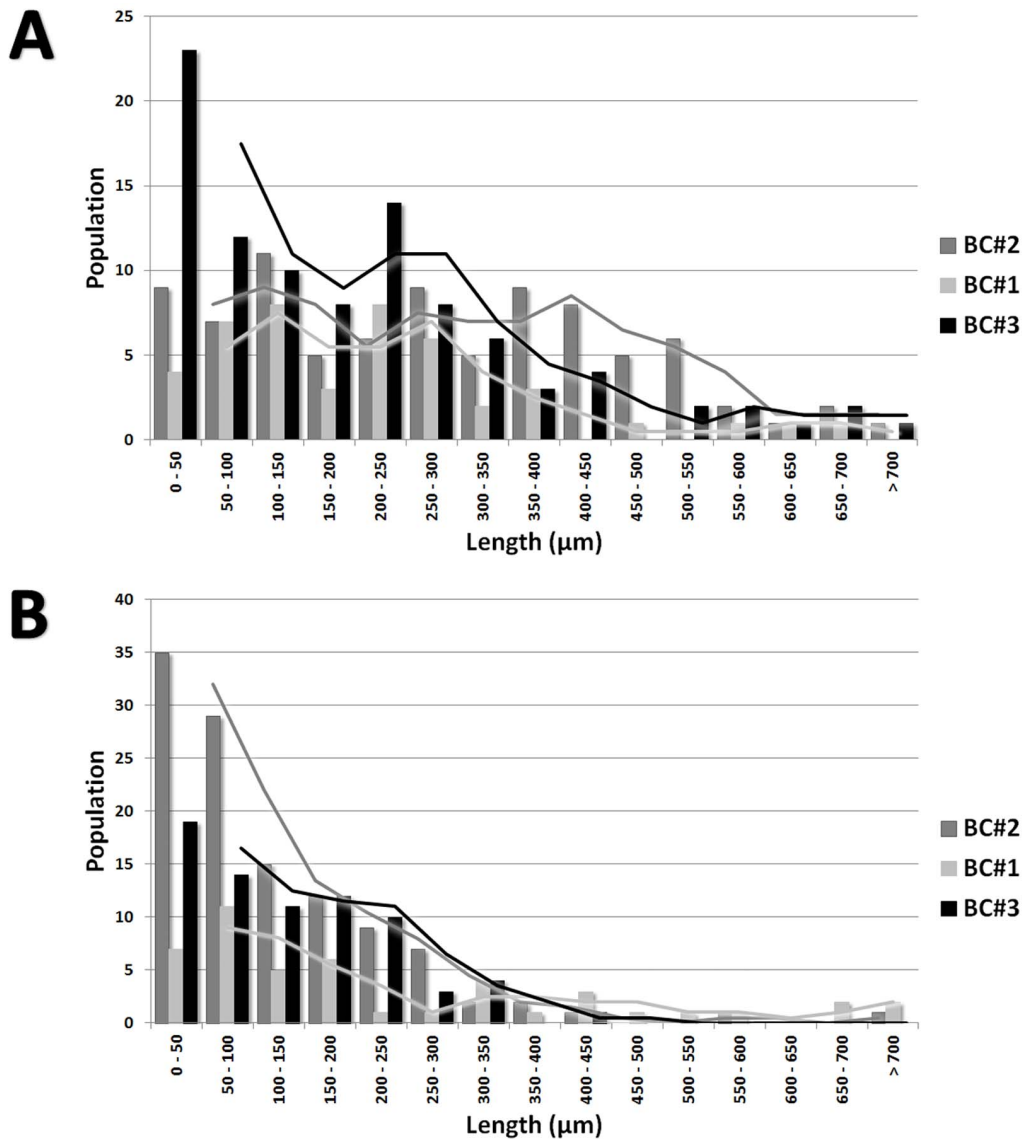 A
25
20
15
10
5
0
Population
0 - 50
50 - 100
100 - 150
150 - 200
200 - 250
250 - 300
300 - 350
350 - 400
400 - 450
450 - 500
500 - 550
550 - 600
600 - 650
650 - 700
> 700
Length (µm)
BC#2
BC#1
BC#3
B
40
35
30
25
20
15
10
5
0
Population
0 - 50
50 - 100
100 - 150
150 - 200
200 - 250
250 - 300
300 - 350
350 - 400
400 - 450
450 - 500
500 - 550
550 - 600
600 - 650
650 - 700
> 700
Length (µm)
BC#2
BC#1
BC#3